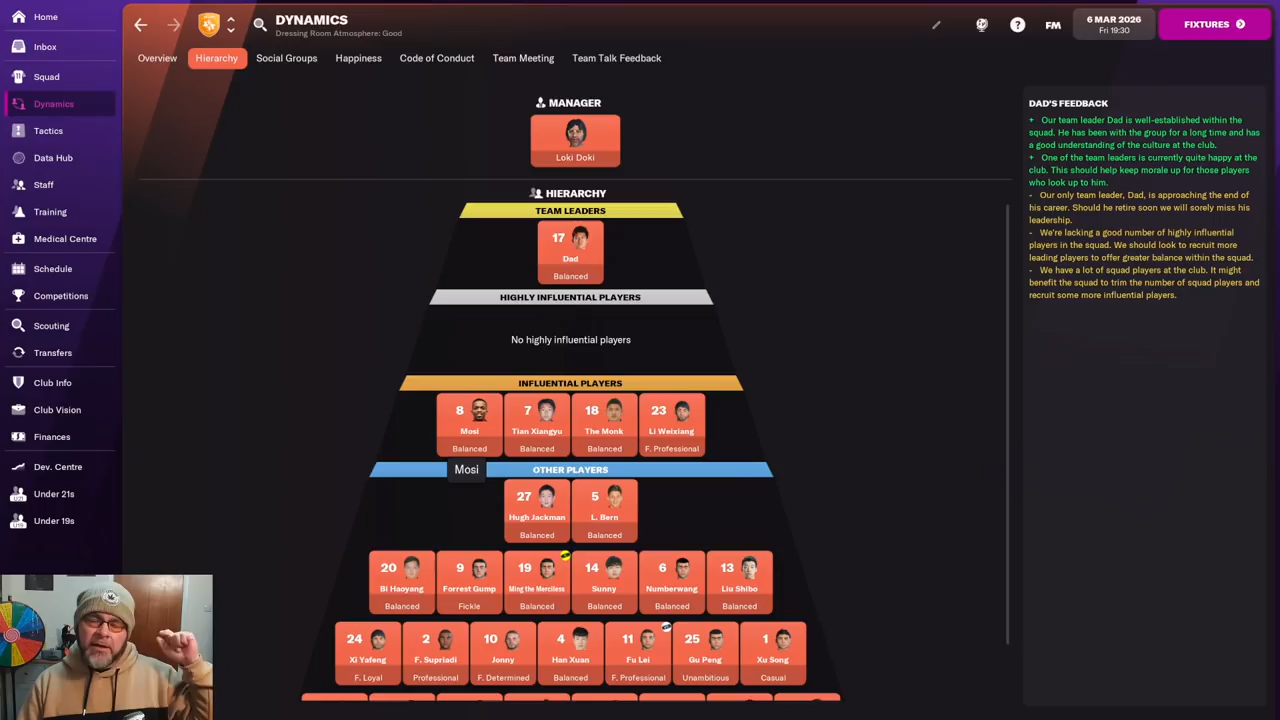 Home
Inbox
Squad
Dynamics
Tactics
Data Hub
Staff
Training
Medical Centre
Schedule
Competitions
Scouting
Transfers
Club Info
Club Vision
Finances
Dev. Centre
Under 21s
Under 19s
DYNAMICS
Dressing Room Atmosphere: Good
FM
6 MAR 2026
Fri 19:30
FIXTURES
Overview
Hierarchy
Social Groups
Happiness
Code of Conduct
Team Meeting
Team Talk Feedback
MANAGER
Loki Doki
HIERARCHY
TEAM LEADERS
17
Dad
Balanced
HIGHLY INFLUENTIAL PLAYERS
No highly influential players
INFLUENTIAL PLAYERS
8 7 18 23
Mosi Tian Xiangyu The Monk Li Weixiang
Balanced Balanced Balanced F. Professional
Mosi
OTHER PLAYERS
27 5
Hugh Jackman L. Bern
Balanced Balanced
20 9 19 14 6 13
Bi Haoyang Forrest Gump Ming the Merciless Sunny Numberwang Liu Shibo
Balanced Fickle Balanced Balanced Balanced Balanced
24 2 10 4 11 25 1
Xi Yafeng F. Supriadi Jonny Han Xuan Fu Lei Gu Peng Xu Song
F. Loyal Professional F. Determined Balanced F. Professional Unambitious Casual
DAD'S FEEDBACK
+ Our team leader Dad is well-established within the
squad. He has been with the group for a long time and has
a good understanding of the culture at the club.
+ One of the team leaders is currently quite happy at the
club. This should help keep morale up for those players
who look up to him.
- Our only team leader, Dad, is approaching the end of
his career. Should he retire soon we will sorely miss his
leadership.
- We're lacking a good number of highly influential
players in the squad. We should look to recruit more
leading players to offer greater balance within the squad.
- We have a lot of squad players at the club. It might
benefit the squad to trim the number of squad players and
recruit some more influential players.